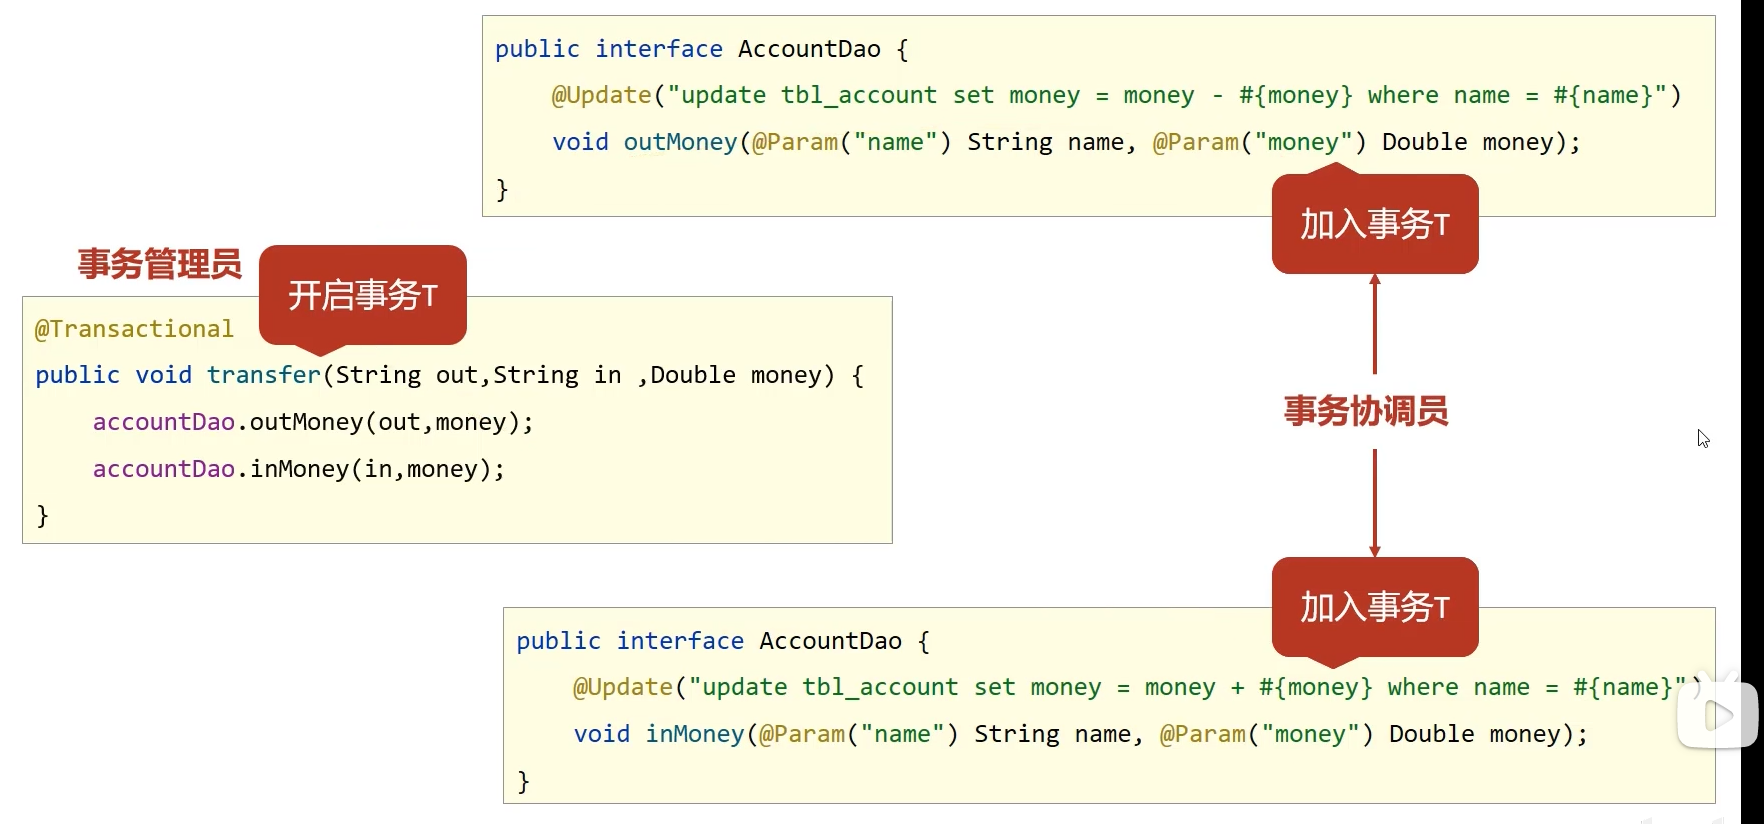 public interface AccountDao {
@Update("update tbl_account set money = money - #{money} where name = #{name}")
void outMoney(@Param("name") String name, @Param("money") Double money);
}
加入事务T
事务管理员
开启事务T
@Transactional
public void transfer(String out,String in ,Double money) {
accountDao.outMoney(out,money);
accountDao.inMoney(in,money);
}
事务协调员
加入事务T
public interface AccountDao {
@Update("update tbl_account set money = money + #{money} where name = #{name}")
void inMoney(@Param("name") String name, @Param("money") Double money);
}